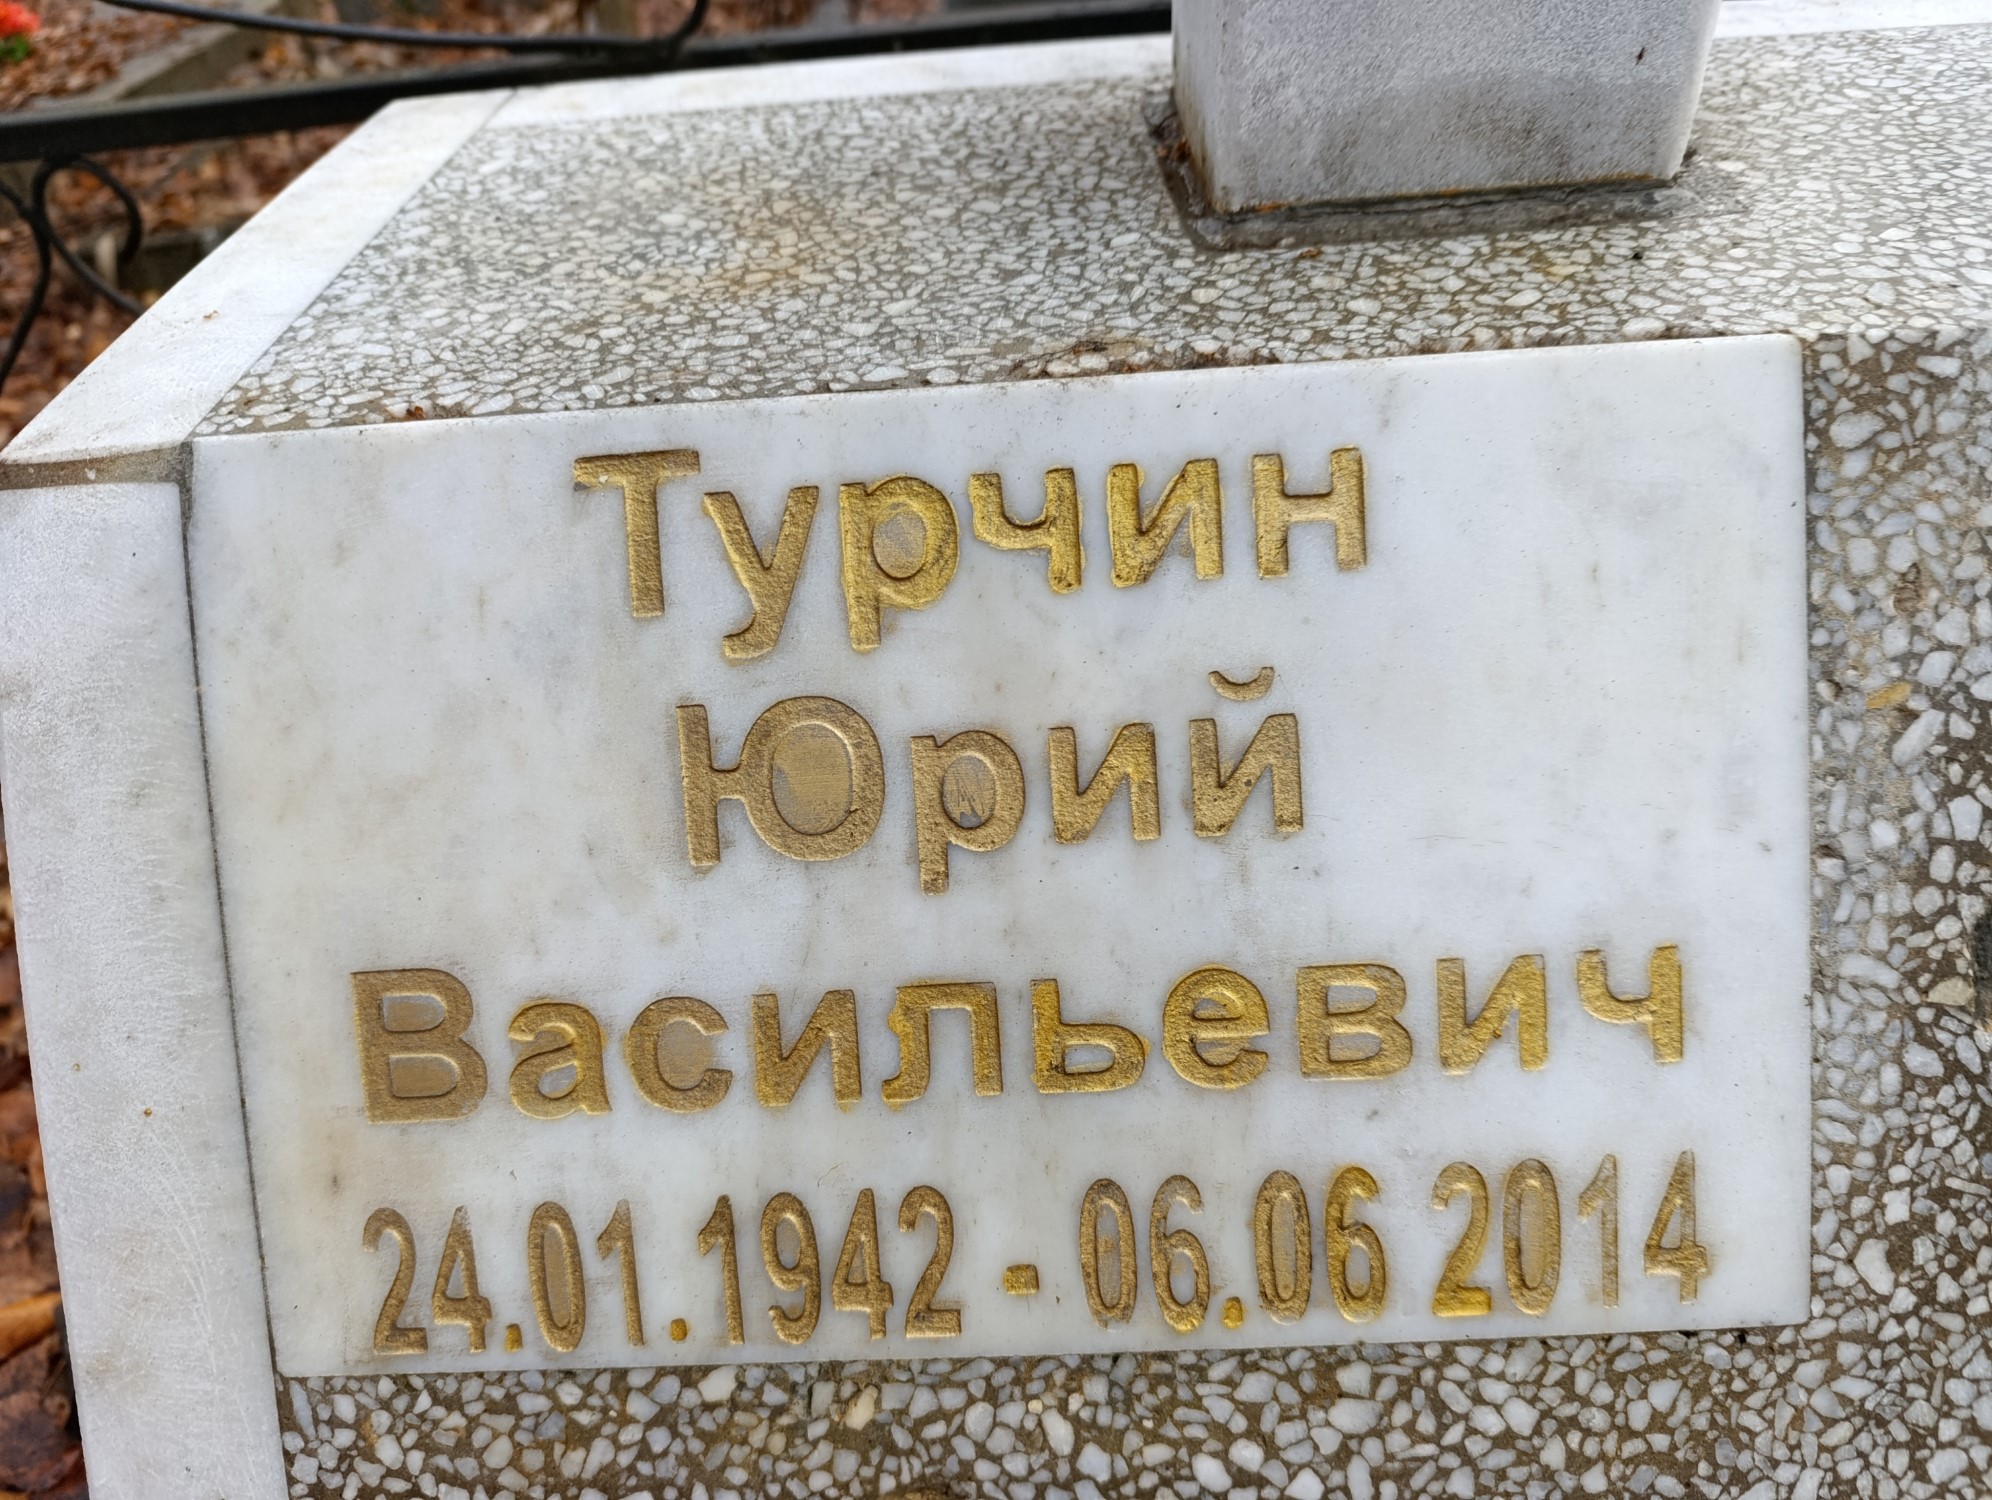 Турчин
Юрий
Васильевич
24.01.1942 - 06.06 2014